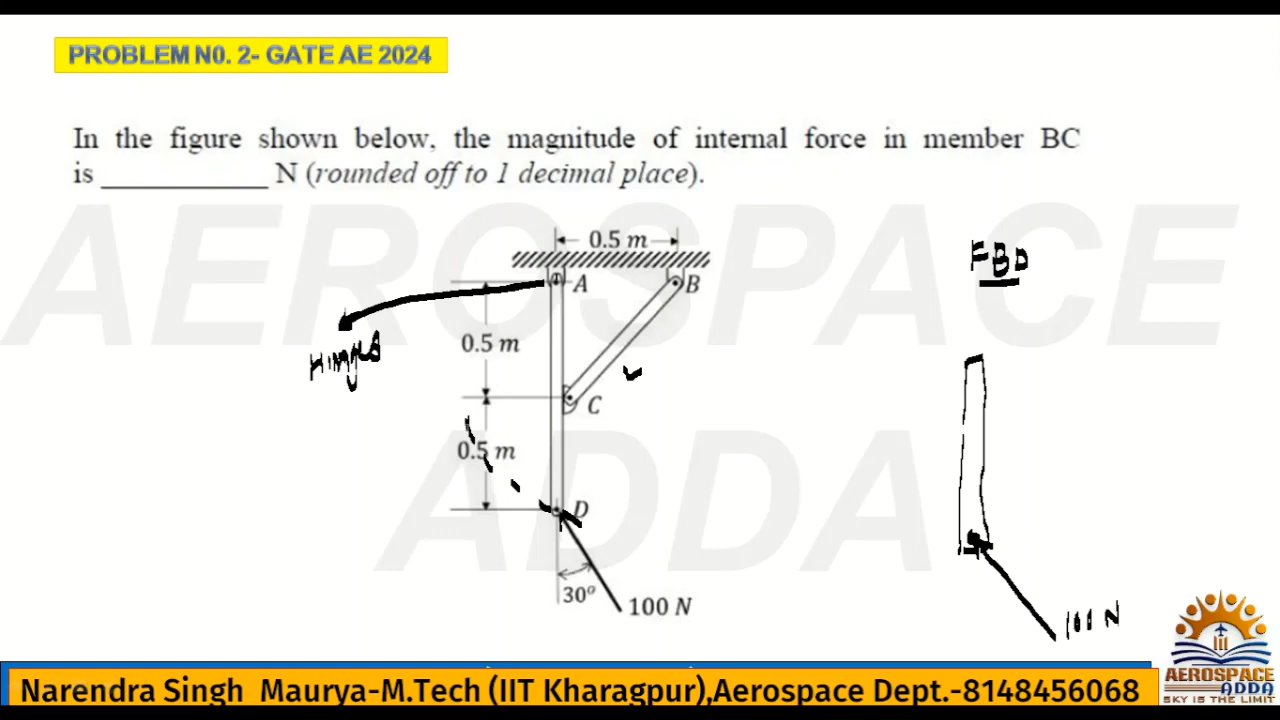 PROBLEM N0. 2- GATE AE 2024
In the figure shown below, the magnitude of internal force in member BC
is ____________ N (rounded off to 1 decimal place).
AEROSPACE
ADDA
0.5 m
A
B
FBD
Hinged
0.5 m
C
0.5 m
D
30°
100 N
100 N
Narendra Singh Maurya-M.Tech (IIT Kharagpur),Aerospace Dept.-8148456068
AEROSPACE
ADDA
SKY IS THE LIMIT